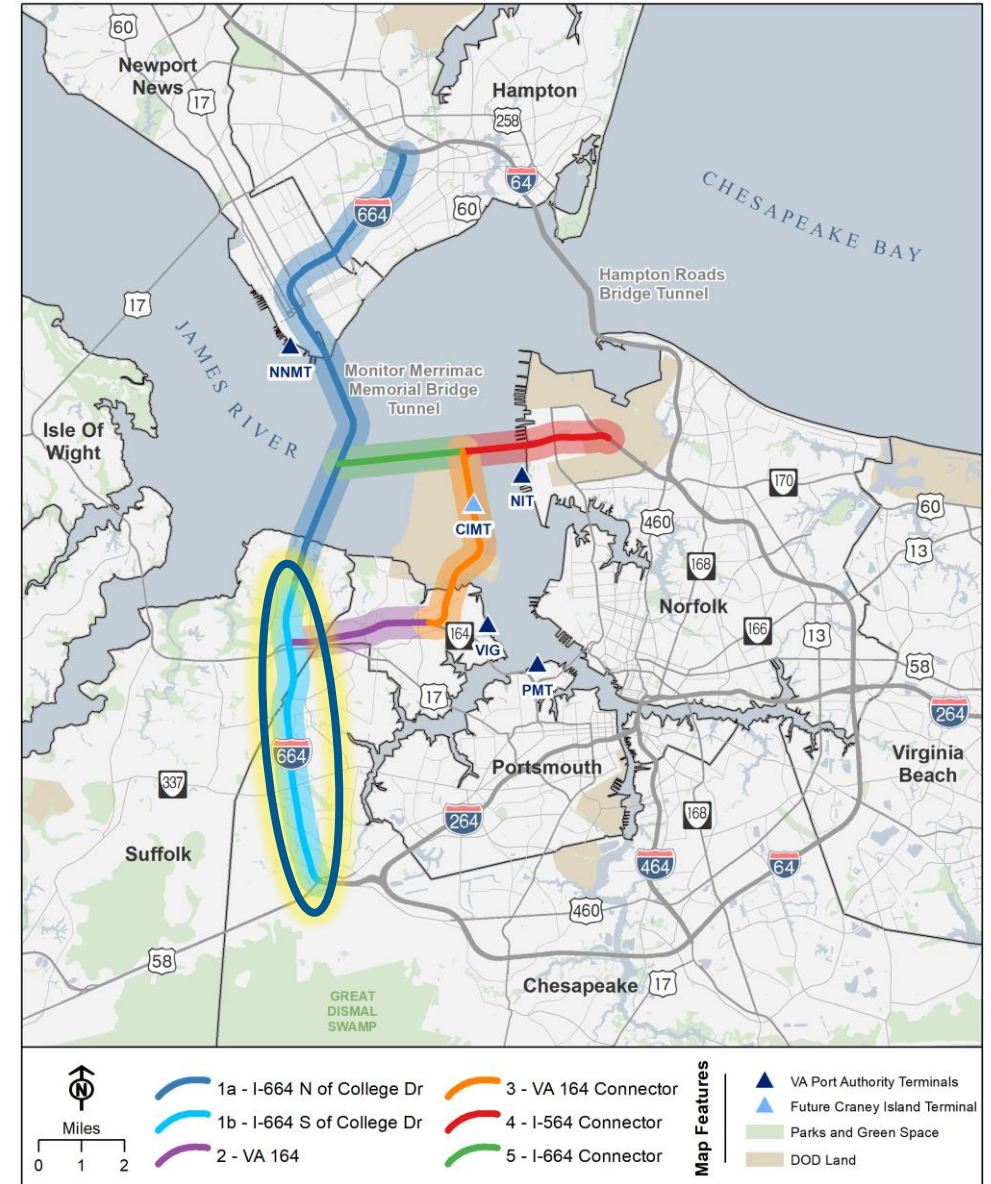 60
Newport
News
17
Hampton
258
64
664
60
CHESAPEAKE BAY
Hampton Roads
Bridge Tunnel
17
JAMES RIVER
NNMT
Monitor Merrimac
Memorial Bridge
Tunnel
Isle Of
Wight
NIT
CIMT
170
60
460
13
168
Norfolk
166
13
164
VIG
58
PMT
17
264
664
Virginia
Beach
Portsmouth
337
168
264
Suffolk
464
64
460
58
Chesapeake
17
GREAT
DISMAL
SWAMP
N
Miles
0 1 2
1a - I-664 N of College Dr
1b - I-664 S of College Dr
2 - VA 164
3 - VA 164 Connector
4 - I-564 Connector
5 - I-664 Connector
Map Features
VA Port Authority Terminals
Future Craney Island Terminal
Parks and Green Space
DOD Land